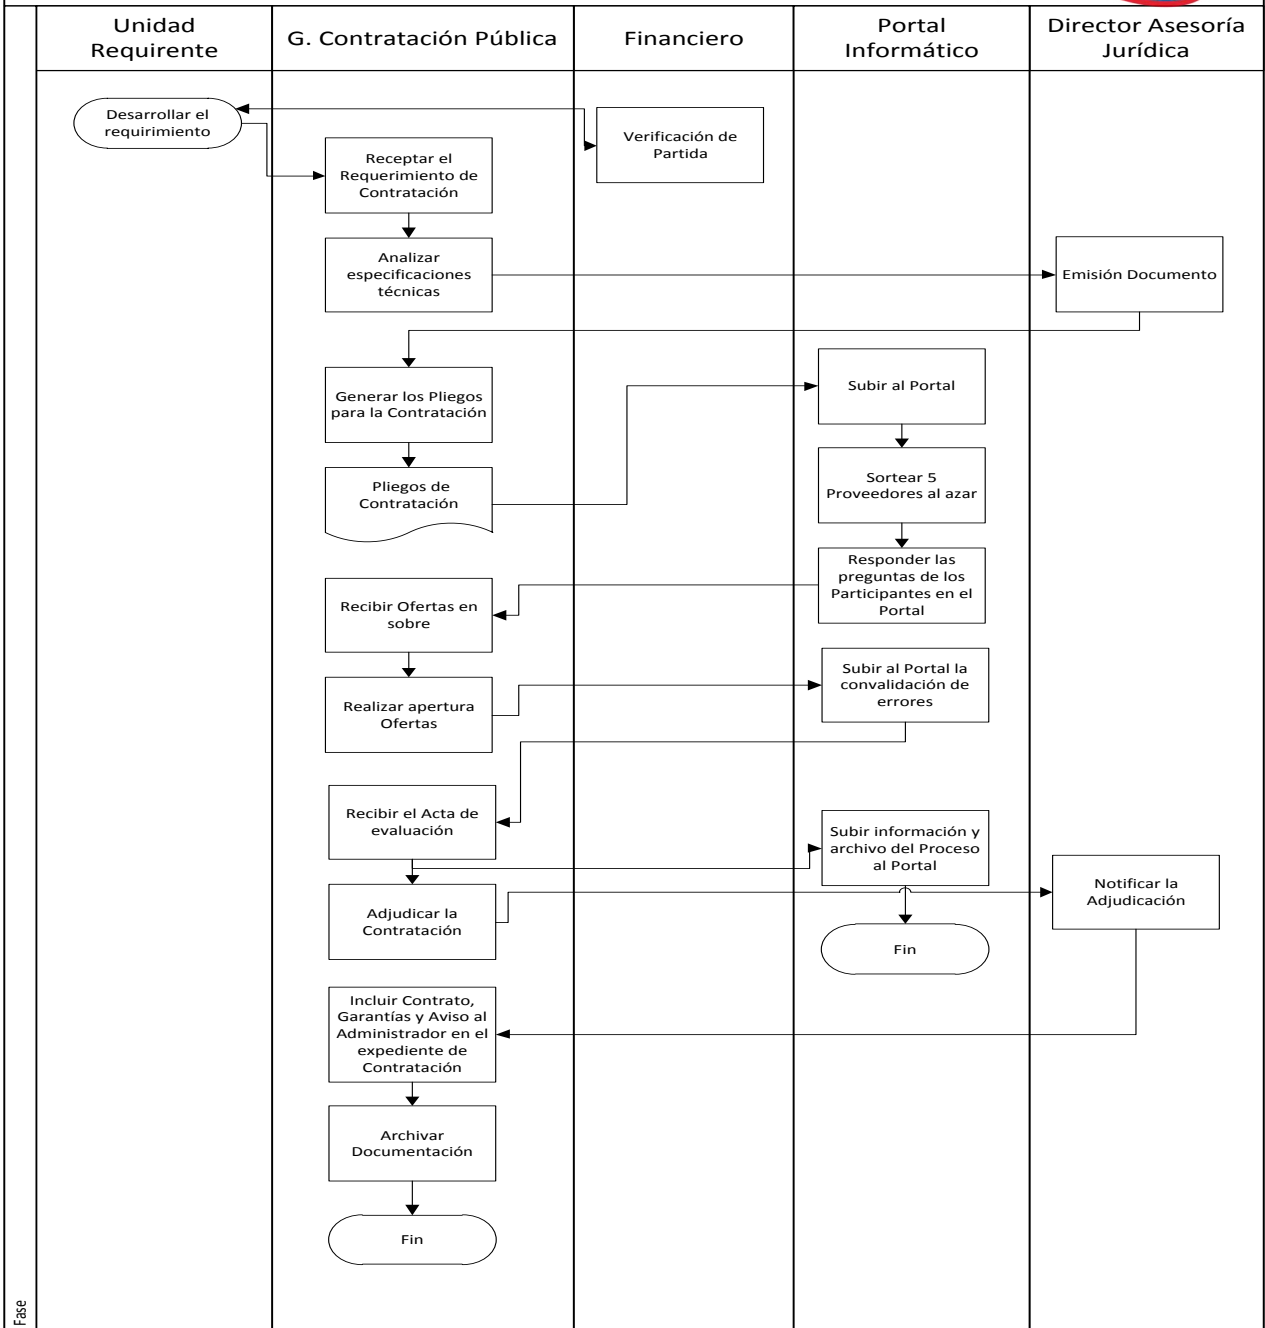 Unidad
Requirente
G. Contratación Pública
Financiero
Portal
Informático
Director Asesoría
Jurídica
Desarrollar el
requirimiento
Verificación de
Partida
Receptar el
Requerimiento de
Contratación
Analizar
especificaciones
técnicas
Emisión Documento
Generar los Pliegos
para la Contratación
Subir al Portal
Pliegos de
Contratación
Sortear 5
Proveedores al azar
Responder las
preguntas de los
Participantes en el
Portal
Recibir Ofertas en
sobre
Realizar apertura
Ofertas
Subir al Portal la
convalidación de
errores
Recibir el Acta de
evaluación
Subir información y
archivo del Proceso
al Portal
Adjudicar la
Contratación
Notificar la
Adjudicación
Fin
Incluir Contrato,
Garantías y Aviso al
Administrador en el
expediente de
Contratación
Archivar
Documentación
Fin
Fase